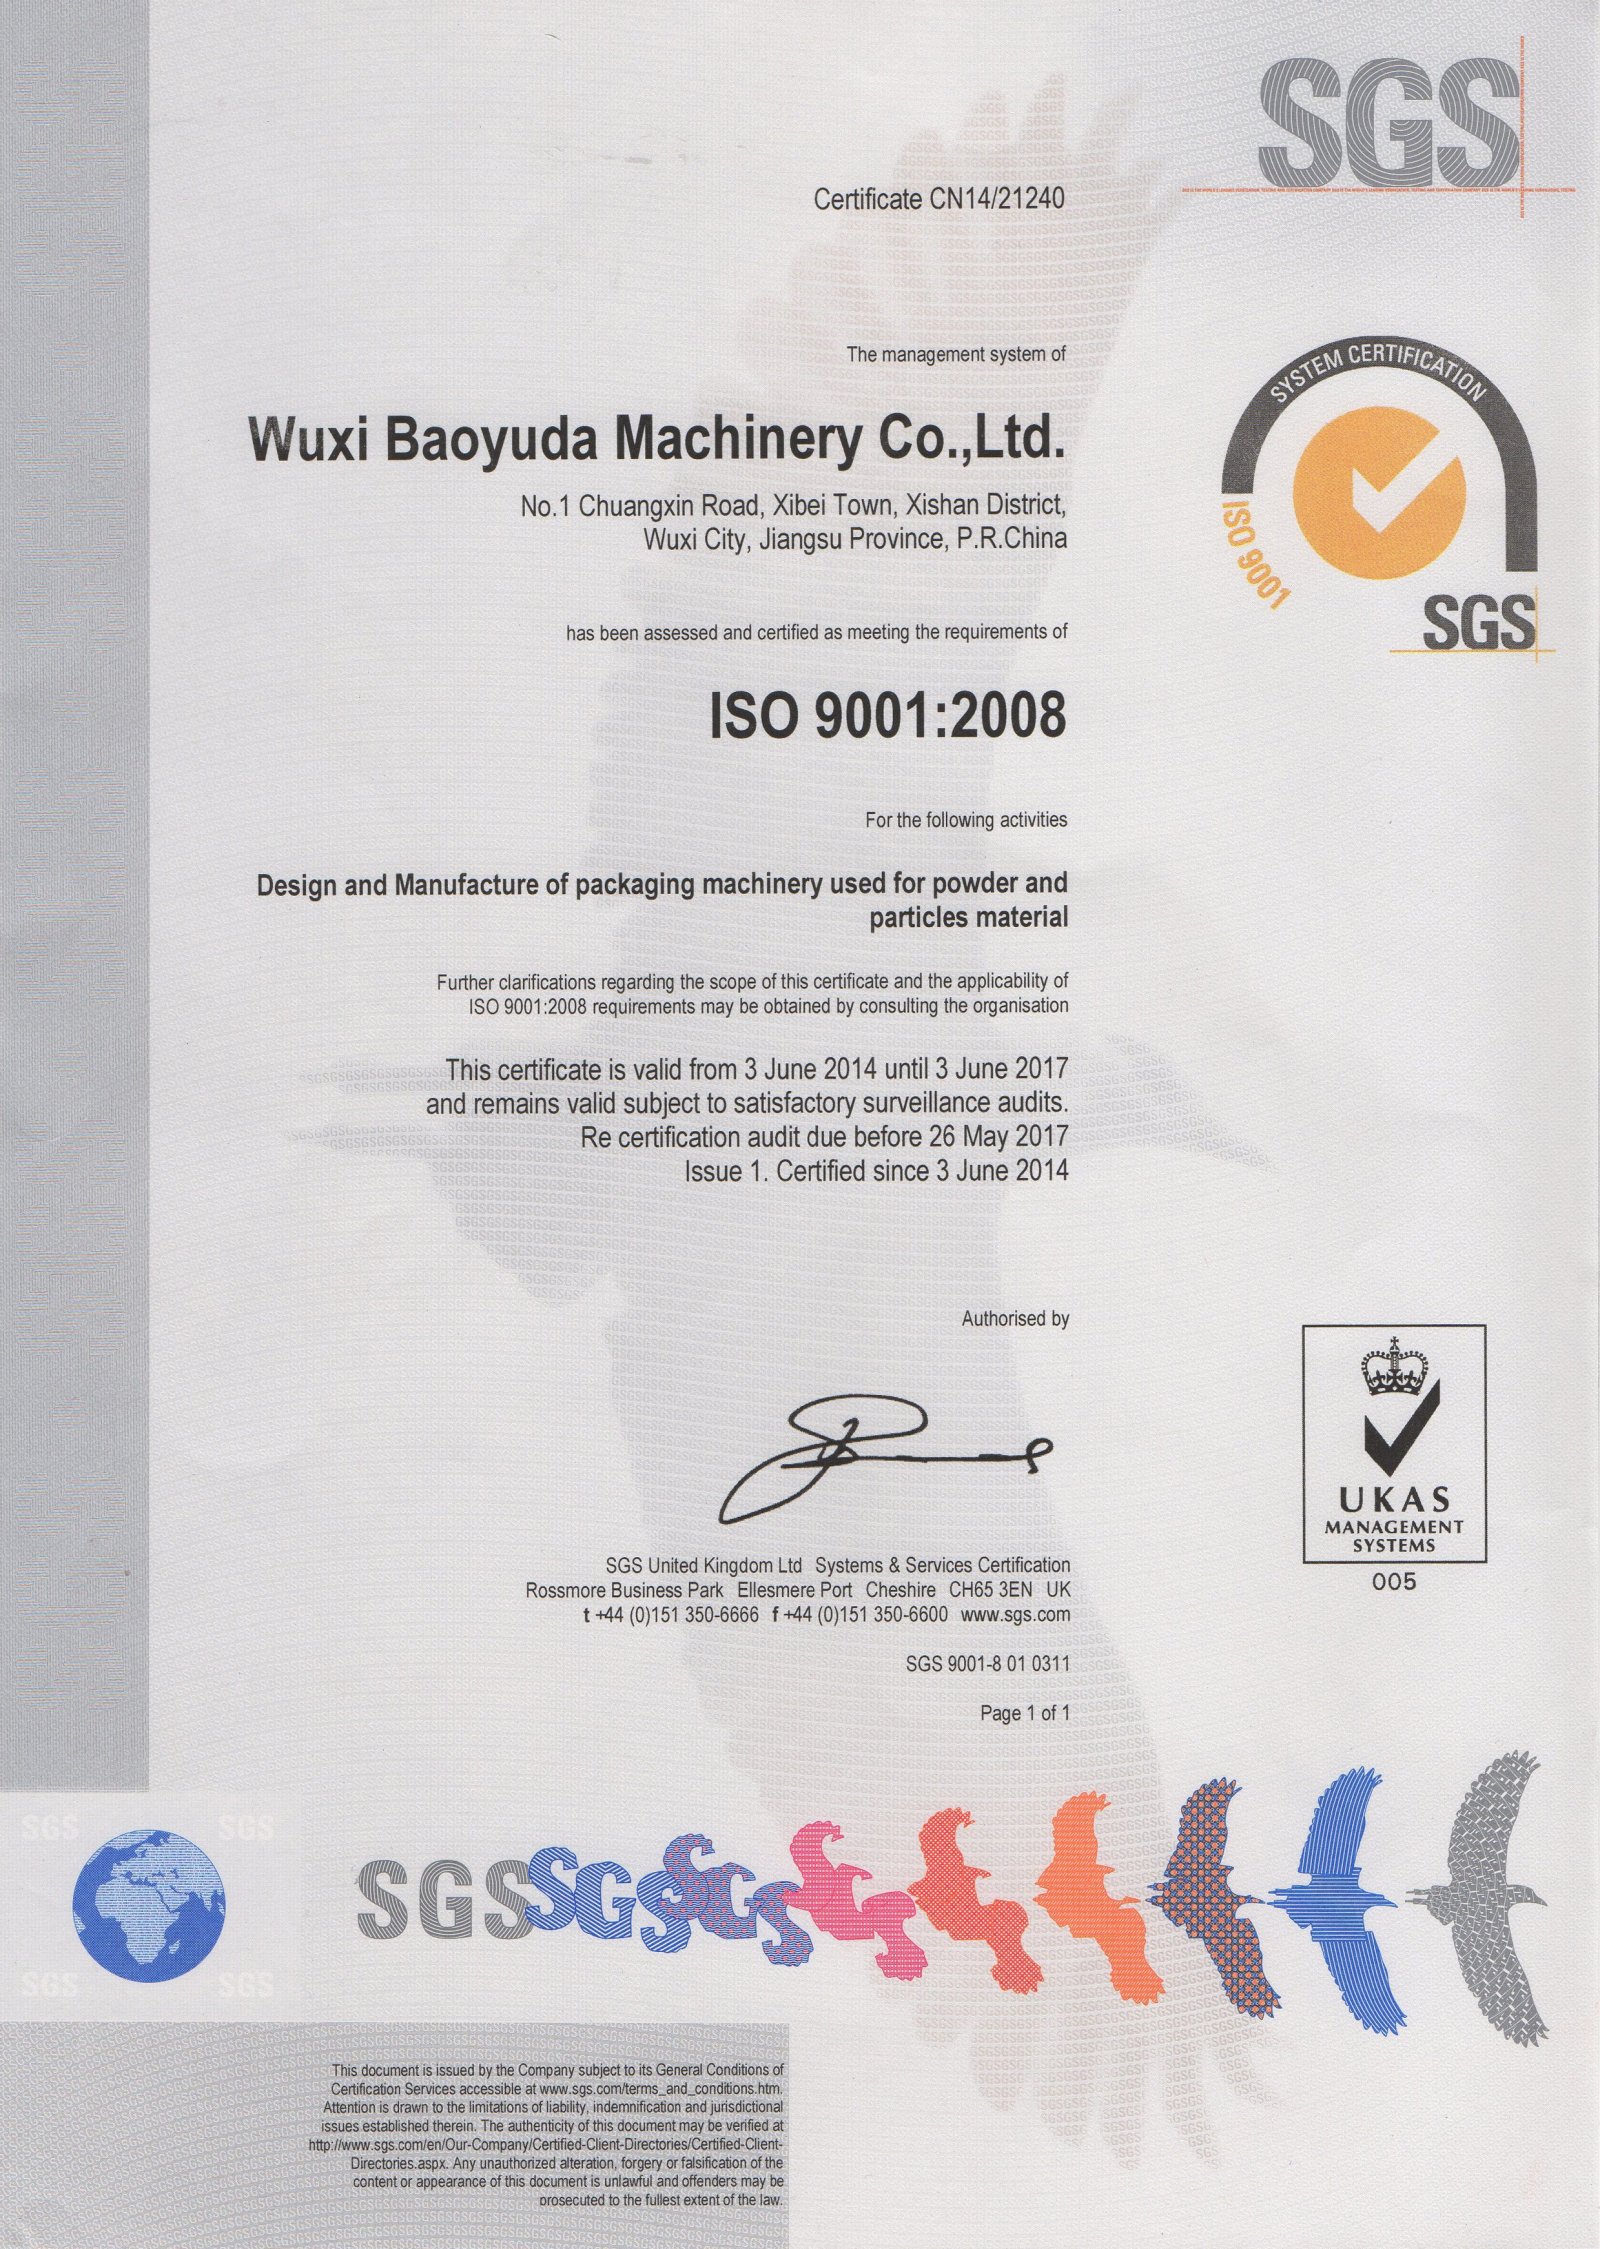 SGS
Certificate CN14/21240
The management system of
Wuxi Baoyuda Machinery Co.,Ltd.
No.1 Chuangxin Road, Xibei Town, Xishan District,
Wuxi City, Jiangsu Province, P.R.China
SYSTEM CERTIFICATION
ISO 9001
SGS
has been assessed and certified as meeting the requirements of
ISO 9001:2008
For the following activities
Design and Manufacture of packaging machinery used for powder and
particles material
Further clarifications regarding the scope of this certificate and the applicability of
ISO 9001:2008 requirements may be obtained by consulting the organisation
This certificate is valid from 3 June 2014 until 3 June 2017
and remains valid subject to satisfactory surveillance audits.
Re certification audit due before 26 May 2017
Issue 1. Certified since 3 June 2014
Authorised by
UKAS
MANAGEMENT
SYSTEMS
005
SGS United Kingdom Ltd Systems & Services Certification
Rossmore Business Park Ellesmere Port Cheshire CH65 3EN UK
t +44 (0)151 350-6666 f +44 (0)151 350-6600 www.sgs.com
SGS 9001-8 01 0311
Page 1 of 1
SGS SGS
SGS SGS SGS
SGS SGS
This document is issued by the Company subject to its General Conditions of
Certification Services accessible at www.sgs.com/terms_and_conditions.htm.
Attention is drawn to the limitations of liability, indemnification and jurisdictional
issues established therein. The authenticity of this document may be verified at
http://www.sgs.com/en/Our-Company/Certified-Client-Directories/Certified-Client-
Directories.aspx. Any unauthorized alteration, forgery or falsification of the
content or appearance of this document is unlawful and offenders may be
prosecuted to the fullest extent of the law.